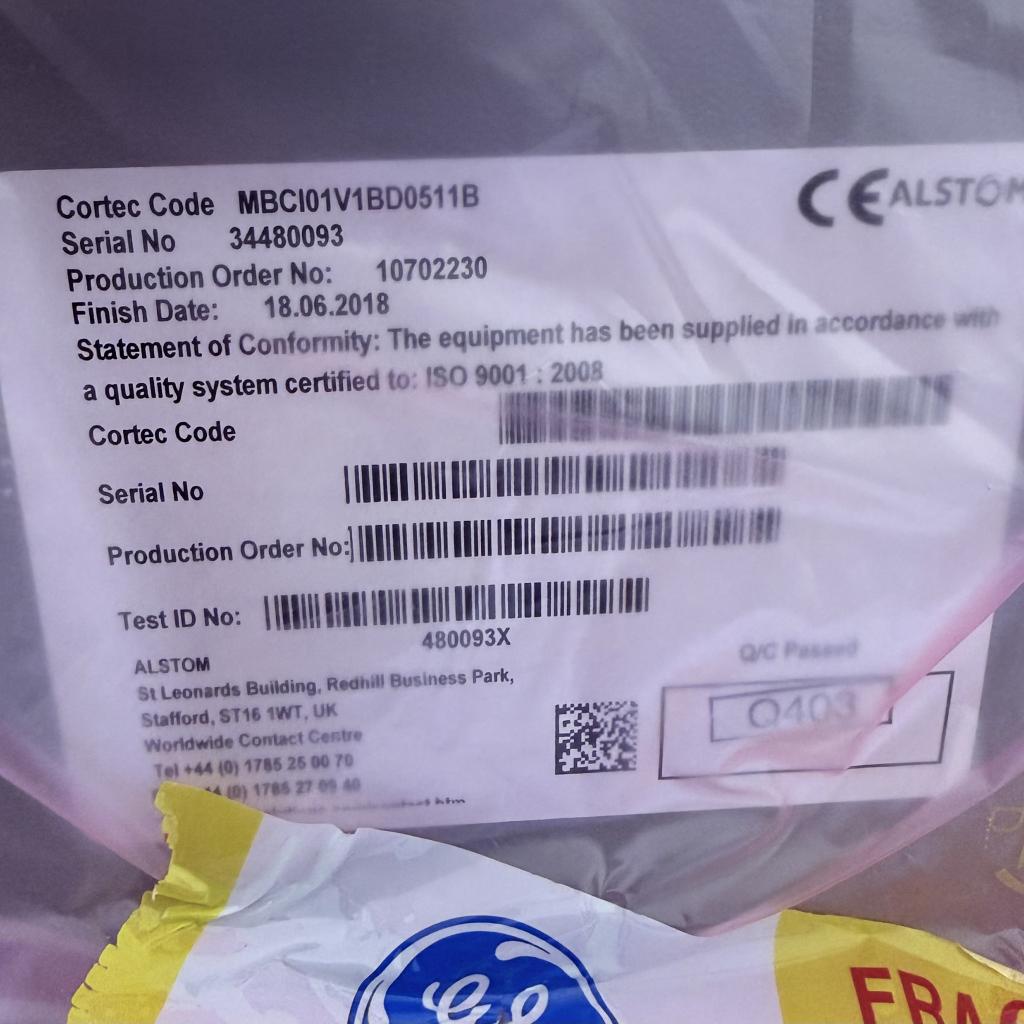 CE ALSTOM
Cortec Code MBCI01V1BD0511B
Serial No 34480093
Production Order No: 10702230
Finish Date: 18.06.2018
Statement of Conformity: The equipment has been supplied in accordance with
a quality system certified to: ISO 9001 : 2008
Cortec Code
Serial No
Production Order No:
Test ID No:
480093X
ALSTOM
St Leonards Building, Redhill Business Park,
Stafford, ST16 1WT, UK
Worldwide Contact Centre
Tel +44 (0) 1785 25 00 70
(0) 1785 27 09 40
Q/C Passed
Q403
GE
FRAG